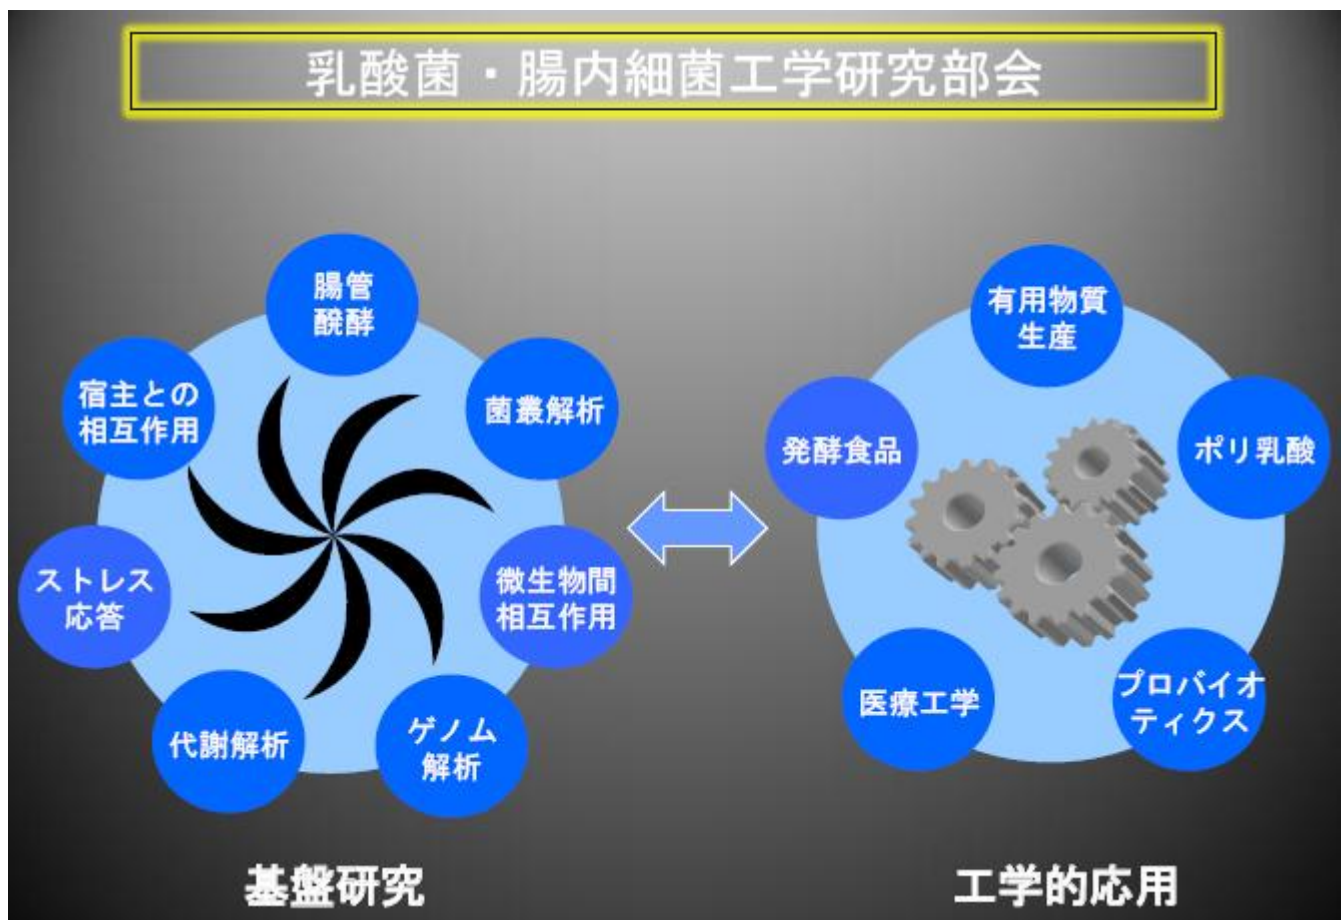 乳酸菌・腸内細菌工学研究部会
腸管
醗酵
宿主との
相互作用
菌叢解析
ストレス
応答
微生物間
相互作用
代謝解析
ゲノム
解析
基盤研究
有用物質
生産
発酵食品
ポリ乳酸
医療工学
プロバイオ
ティクス
工学的応用